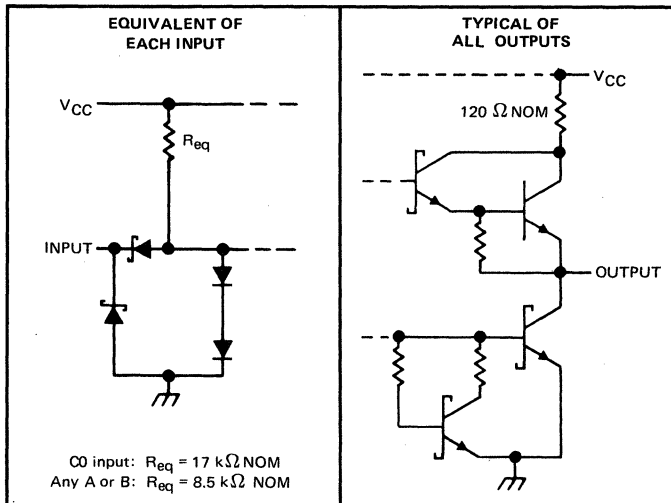 EQUIVALENT OF
EACH INPUT
VCC
Req
INPUT
C0 input: Req = 17 kΩ NOM
Any A or B: Req = 8.5 kΩ NOM
TYPICAL OF
ALL OUTPUTS
VCC
120 Ω NOM
OUTPUT